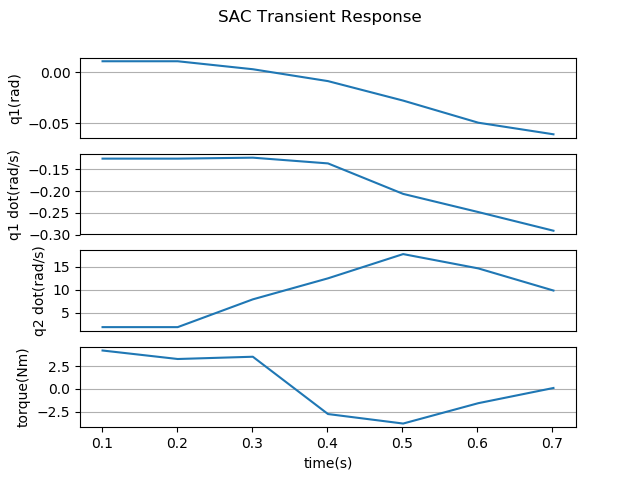 SAC Transient Response
q1(rad)
0.00
−0.05
q1 dot(rad/s)
−0.15
−0.20
−0.25
−0.30
q2 dot(rad/s)
15
10
5
torque(Nm)
2.5
0.0
−2.5
0.1 0.2 0.3 0.4 0.5 0.6 0.7
time(s)